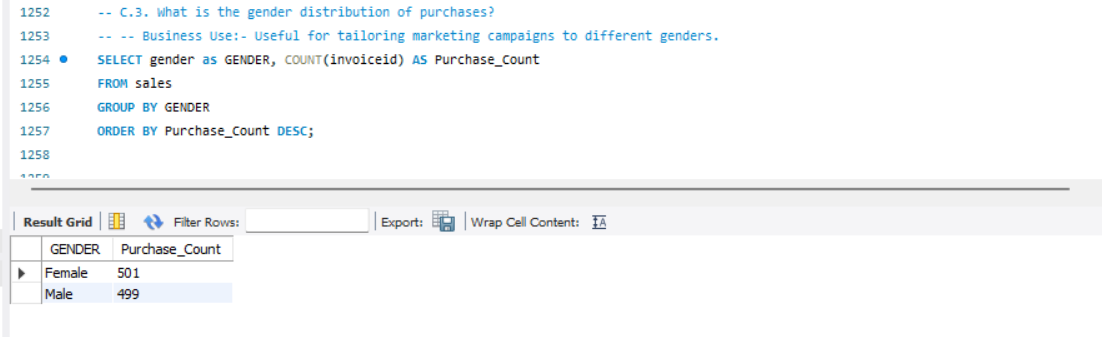 1252 -- C.3. What is the gender distribution of purchases?
1253 -- -- Business Use:- Useful for tailoring marketing campaigns to different genders.
1254 SELECT gender as GENDER, COUNT(invoiceid) AS Purchase_Count
1255 FROM sales
1256 GROUP BY GENDER
1257 ORDER BY Purchase_Count DESC;
1258
Result Grid Filter Rows: Export: Wrap Cell Content: IA
GENDER Purchase_Count
Female 501
Male 499